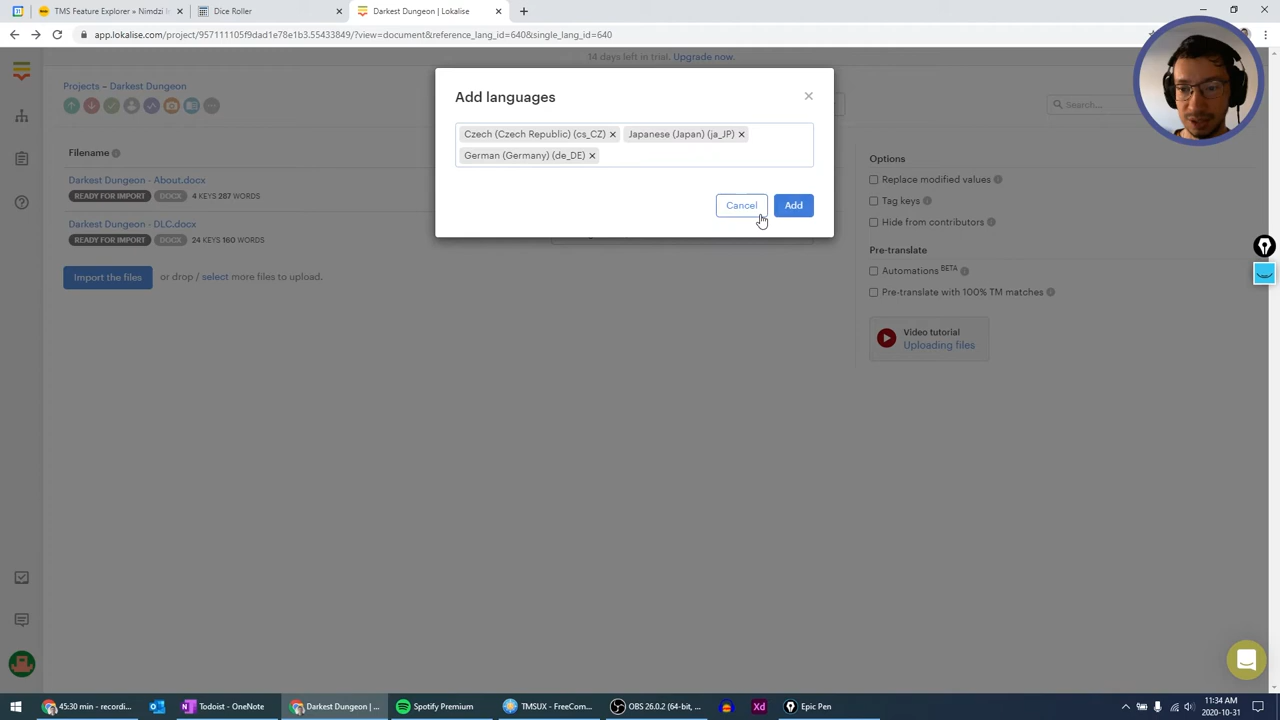 TMS Feature Explorer » Nimdzi I
Dice Roller
Darkest Dungeon | Lokalise
app.lokalise.com/project/957111105f9dad1e78e1b3.55433849/?view=document&reference_lang_id=640&single_lang_id=640
14 days left in trial. Upgrade now.
Projects – Darkest Dungeon
Search...
Add languages
Czech (Czech Republic) (cs_CZ) Japanese (Japan) (ja_JP)
German (Germany) (de_DE)
Cancel Add
Filename
Darkest Dungeon - About.docx
READY FOR IMPORT DOCX 4 KEYS 287 WORDS
Darkest Dungeon - DLC.docx
READY FOR IMPORT DOCX 24 KEYS 160 WORDS
Import the files or drop / select more files to upload.
Options
Replace modified values
Tag keys
Hide from contributors
Pre-translate
Automations BETA
Pre-translate with 100% TM matches
Video tutorial
Uploading files
45:30 min - recordi...
Todoist - OneNote
Darkest Dungeon | ...
Spotify Premium
TMSUX - FreeCom...
OBS 26.0.2 (64-bit, ...
Xd
Epic Pen
11:34 AM
2020-10-31